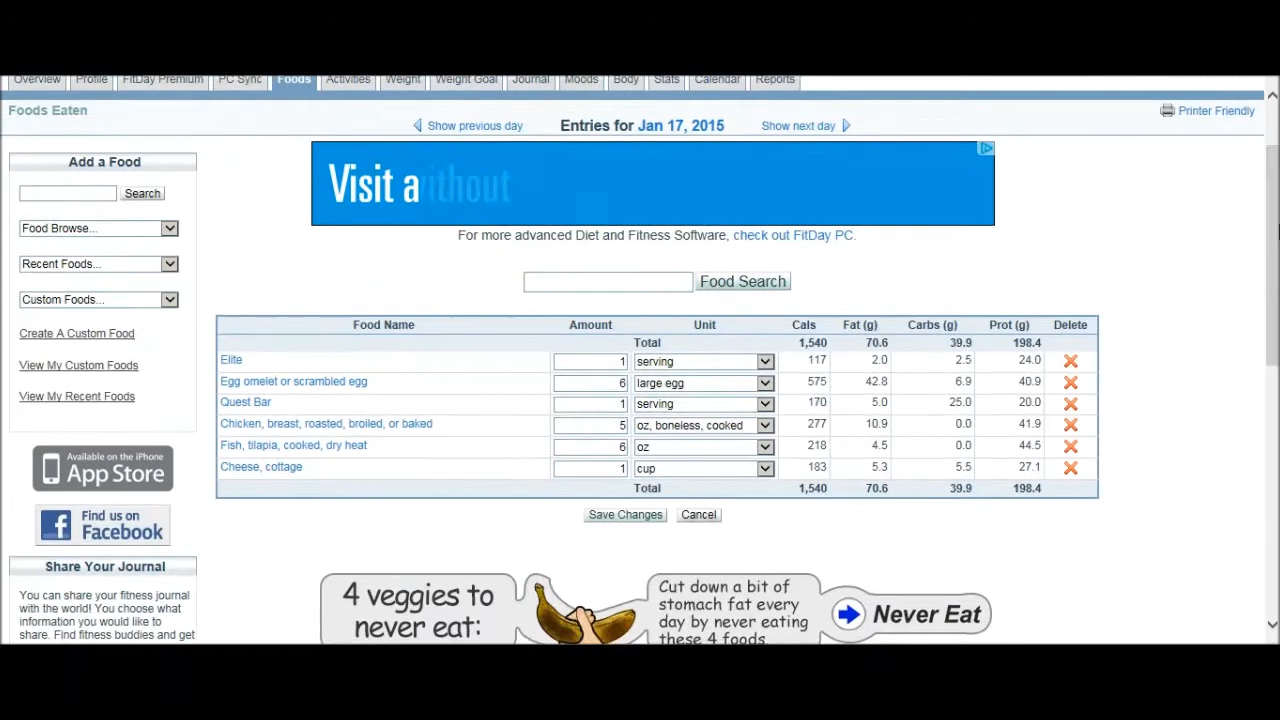 Overview Profile FitDay Premium PC Sync Foods Activities Weight Weight Goal Journal Moods Body Stats Calendar Reports
Foods Eaten
Show previous day Entries for Jan 17, 2015 Show next day
Printer Friendly
Add a Food
Search
Food Browse...
Recent Foods...
Custom Foods...
Create A Custom Food
View My Custom Foods
View My Recent Foods
Available on the iPhone
App Store
Find us on
Facebook
Share Your Journal
You can share your fitness journal
with the world! You choose what
information you would like to
share. Find fitness buddies and get
Visit a ithout
For more advanced Diet and Fitness Software, check out FitDay PC.
Food Search
Food Name Amount Unit Cals Fat (g) Carbs (g) Prot (g) Delete
Total 1,540 70.6 39.9 198.4
Elite 1 serving 117 2.0 2.5 24.0
Egg omelet or scrambled egg 6 large egg 575 42.8 6.9 40.9
Quest Bar 1 serving 170 5.0 25.0 20.0
Chicken, breast, roasted, broiled, or baked 5 oz, boneless, cooked 277 10.9 0.0 41.9
Fish, tilapia, cooked, dry heat 6 oz 218 4.5 0.0 44.5
Cheese, cottage 1 cup 183 5.3 5.5 27.1
Total 1,540 70.6 39.9 198.4
Save Changes Cancel
4 veggies to
never eat:
Cut down a bit of
stomach fat every
day by never eating
these 4 foods.
Never Eat